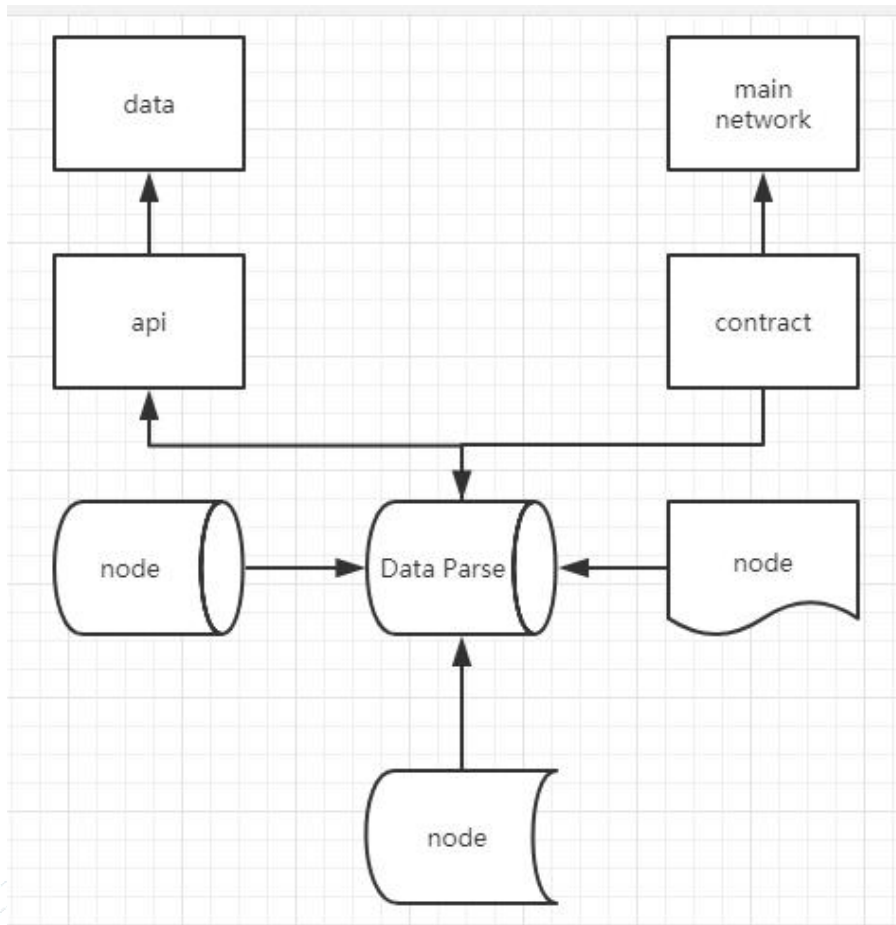 data
main
network
api
contract
node
Data Parse
node
node